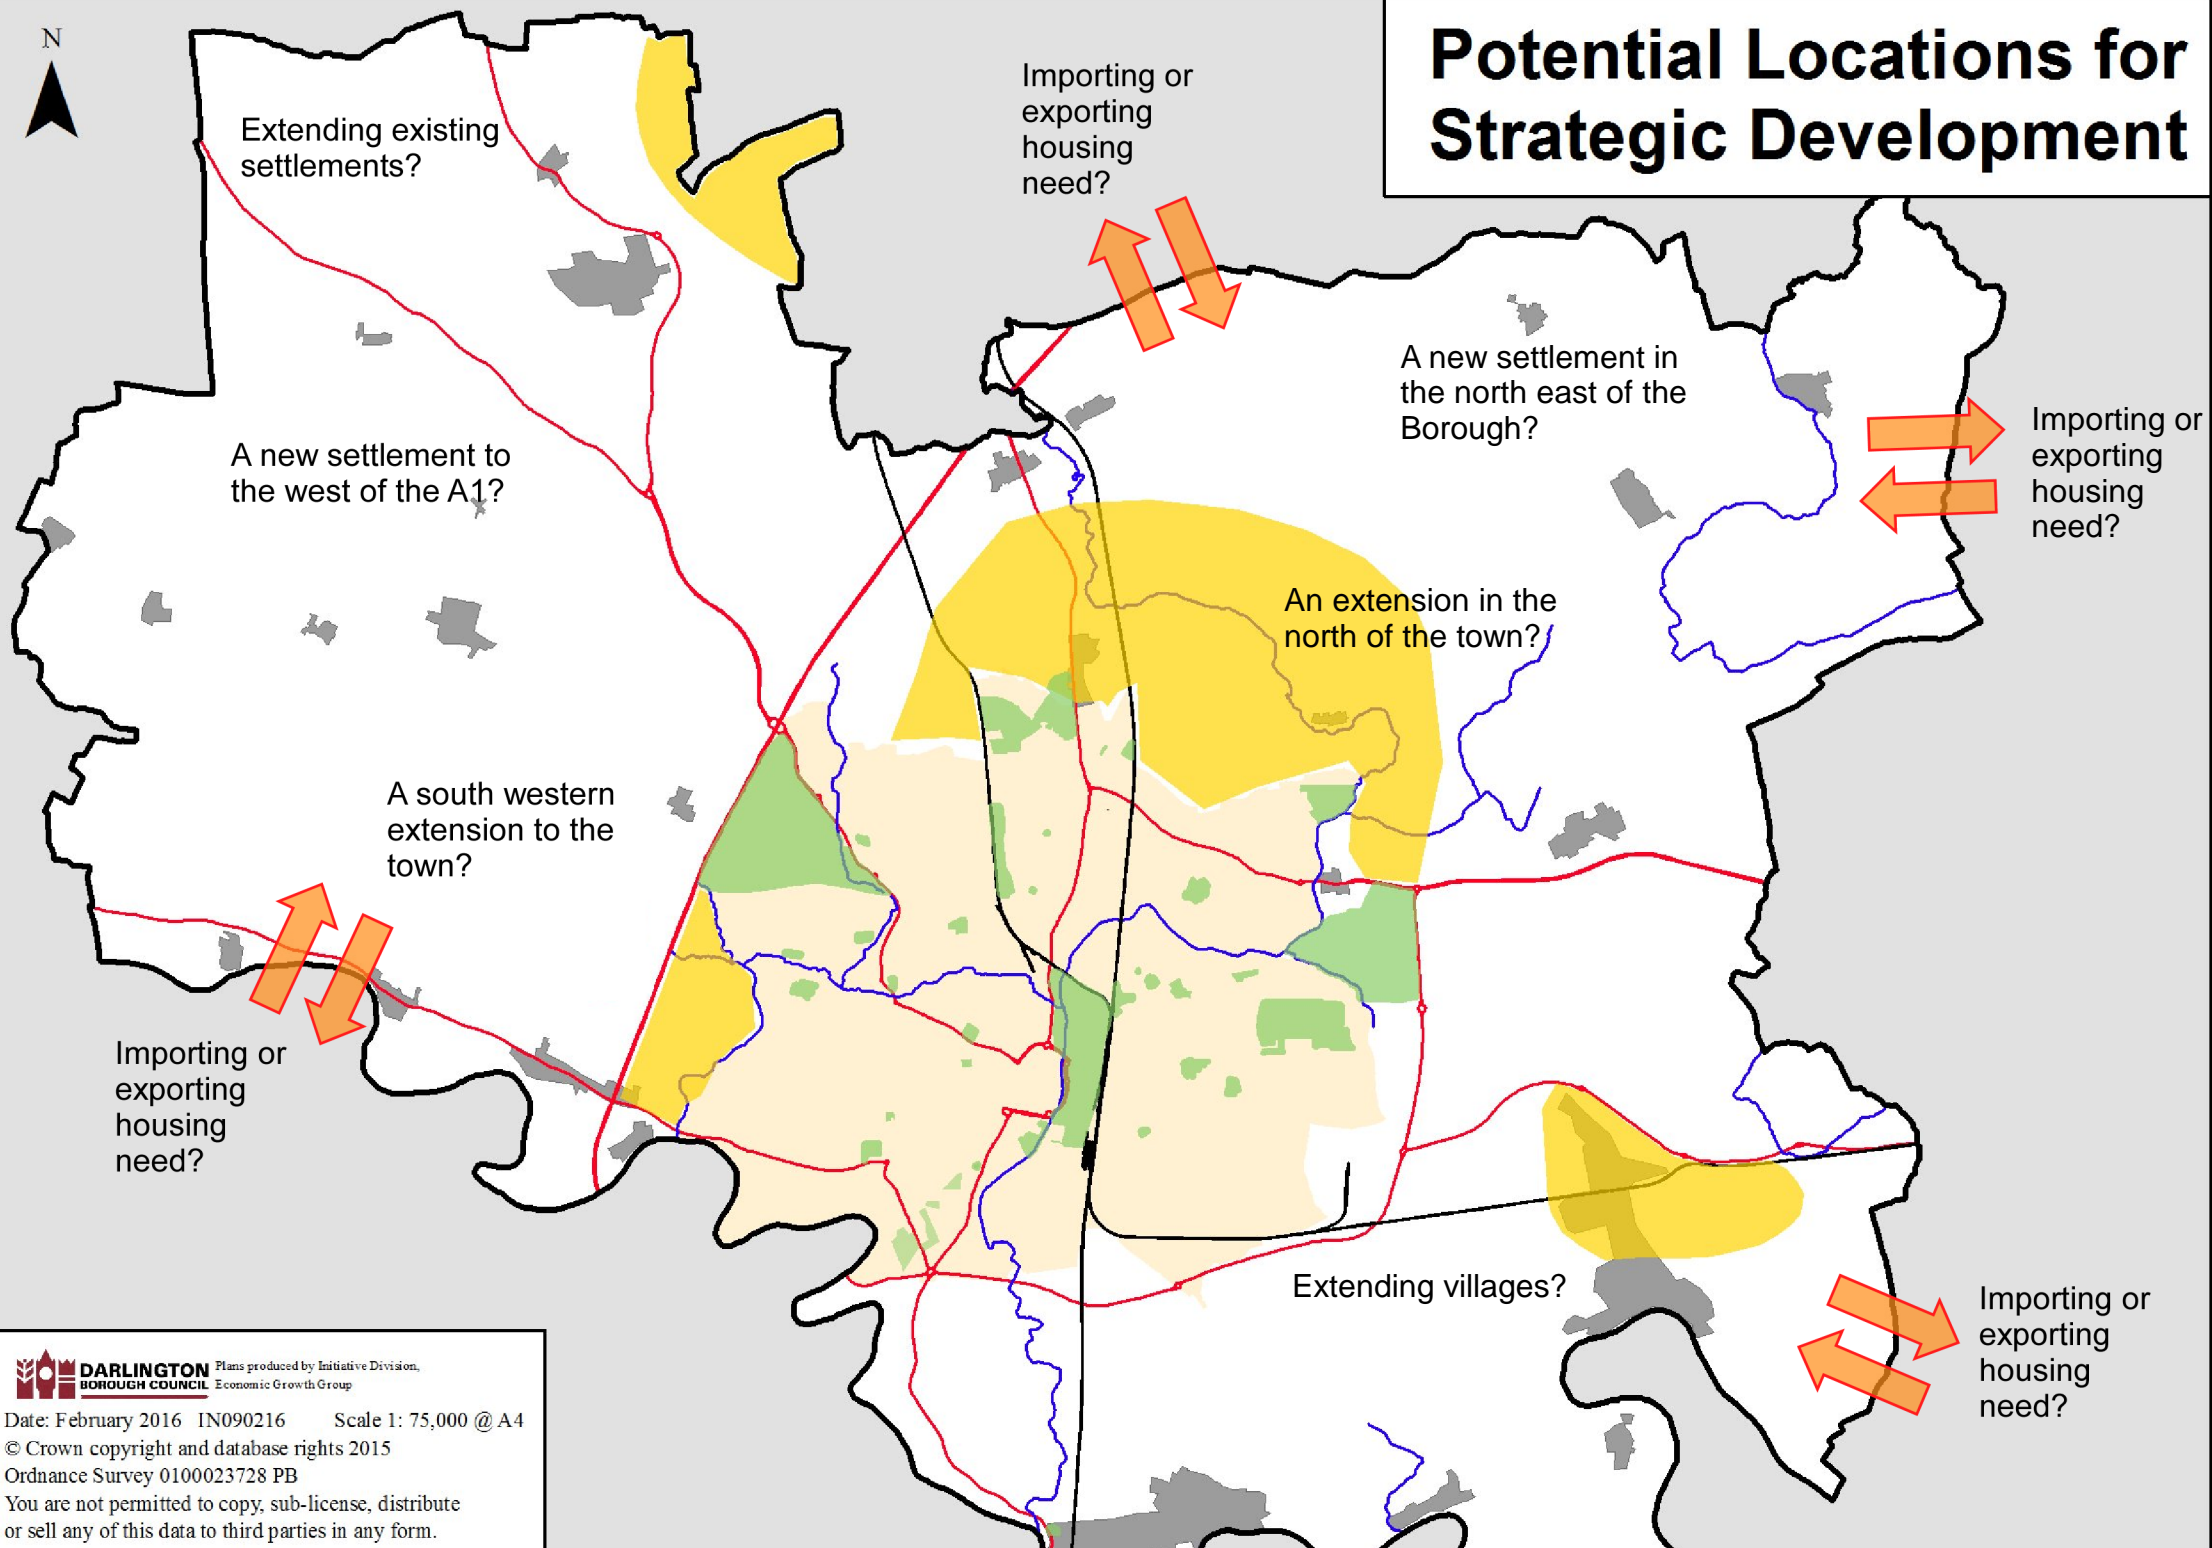 Potential Locations for
Strategic Development
N
Extending existing
settlements?
Importing or
exporting
housing
need?
A new settlement in
the north east of the
Borough?
Importing or
exporting
housing
need?
A new settlement to
the west of the A1?
An extension in the
north of the town?
A south western
extension to the
town?
Importing or
exporting
housing
need?
Extending villages?
Importing or
exporting
housing
need?
DARLINGTON
BOROUGH COUNCIL
Plans produced by Initiative Division,
Economic Growth Group
Date: February 2016 IN090216 Scale 1: 75,000 @ A4
© Crown copyright and database rights 2015
Ordnance Survey 0100023728 PB
You are not permitted to copy, sub-license, distribute
or sell any of this data to third parties in any form.